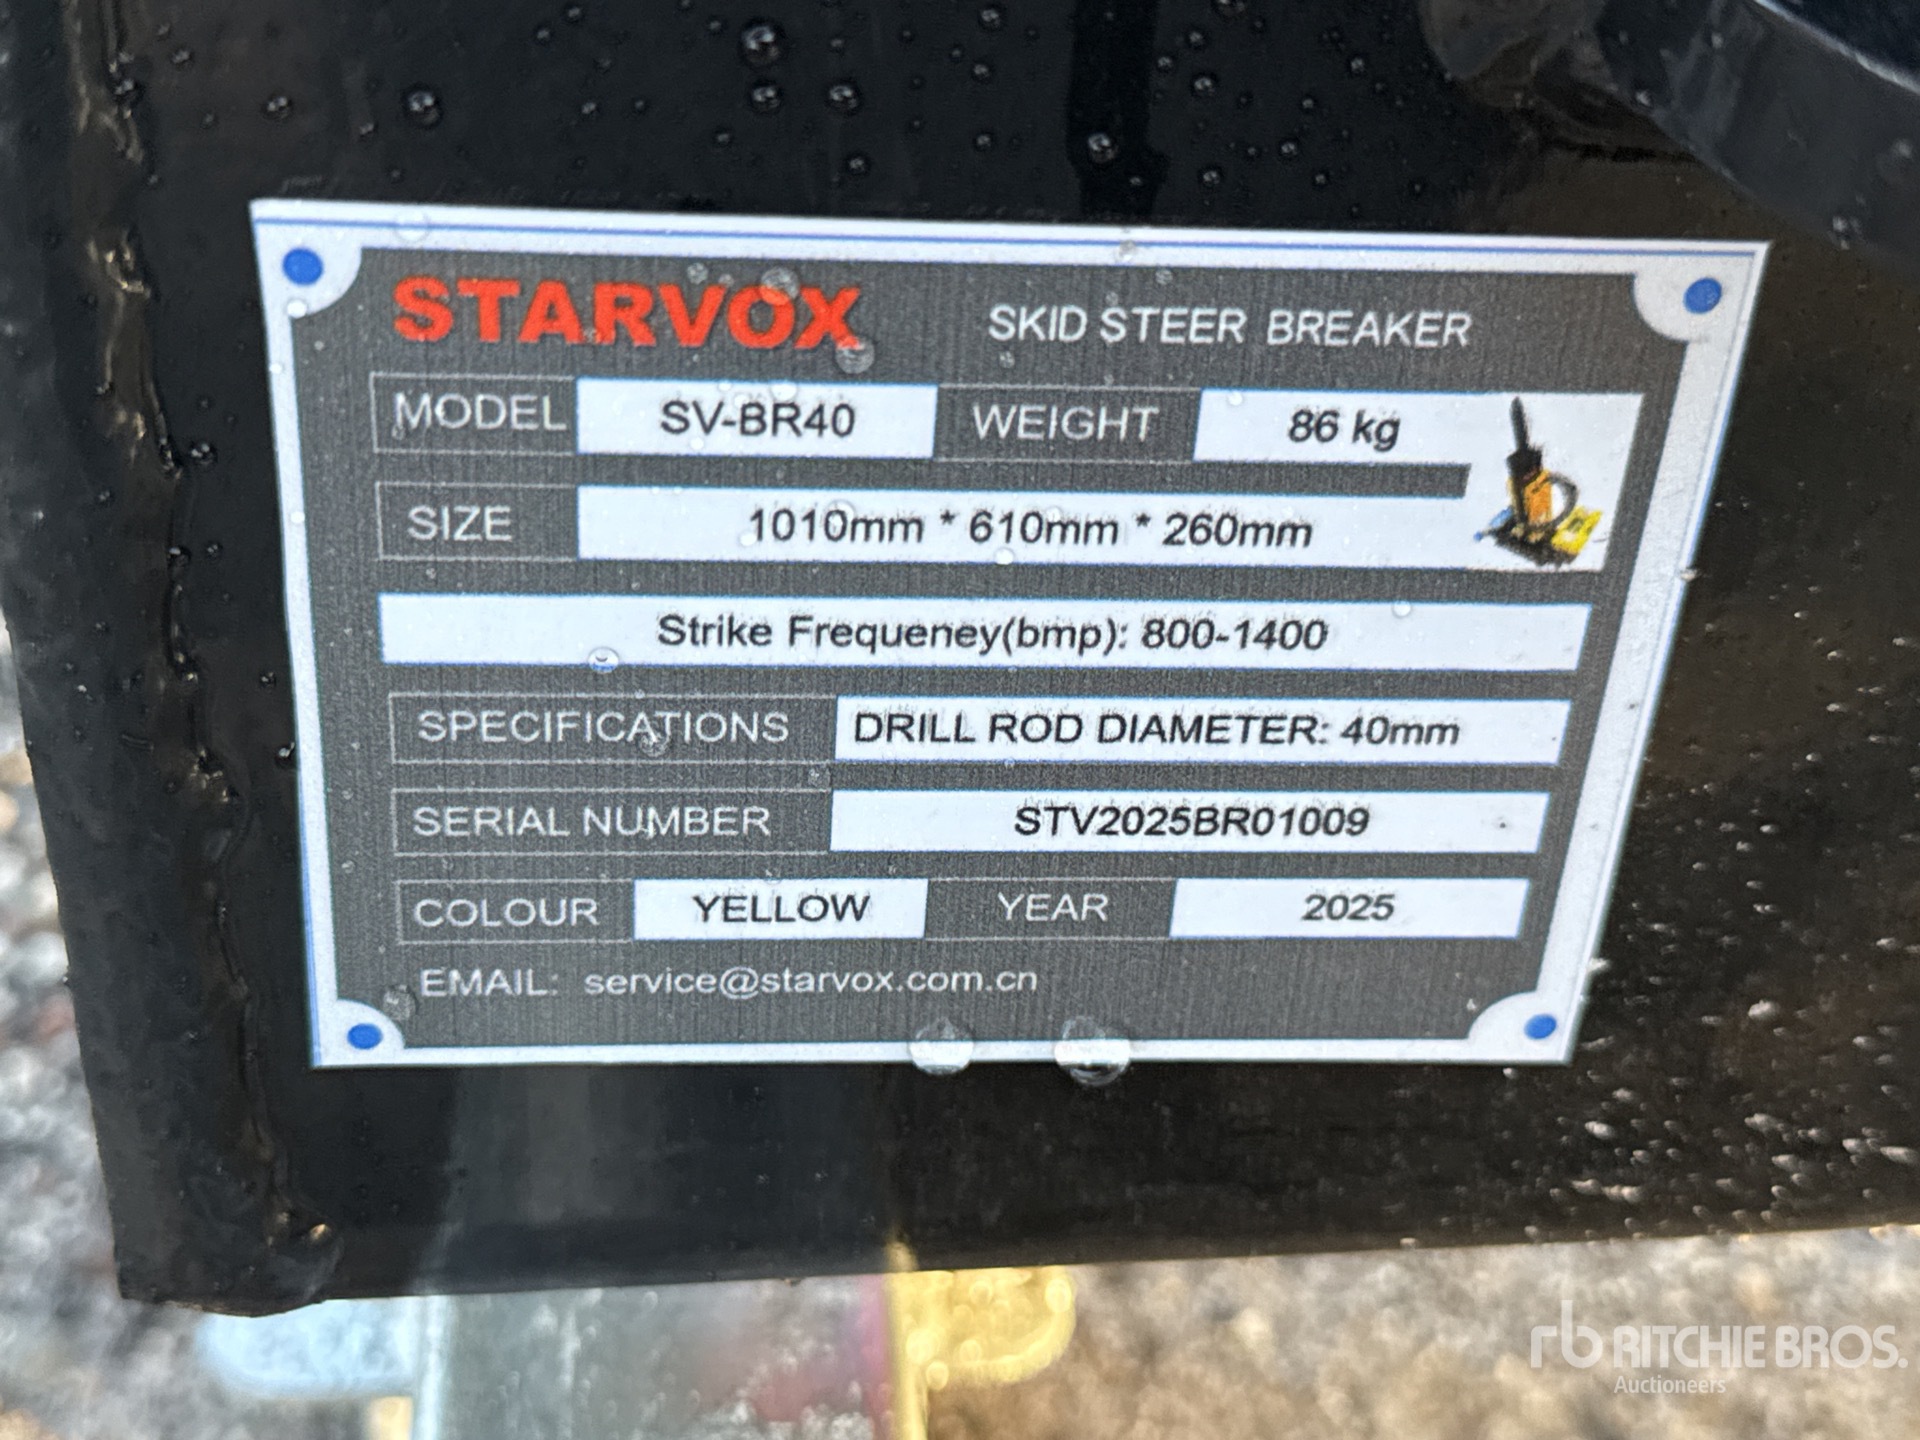 STARVOX SKID STEER BREAKER
MODEL SV-BR40 WEIGHT 86 kg
SIZE 1010mm * 610mm * 260mm
Strike Frequeney(bmp): 800-1400
SPECIFICATIONS DRILL ROD DIAMETER: 40mm
SERIAL NUMBER STV2025BR01009
COLOUR YELLOW YEAR 2025
EMAIL: service@starvox.com.cn
rb RITCHIE BROS.
Auctioneers